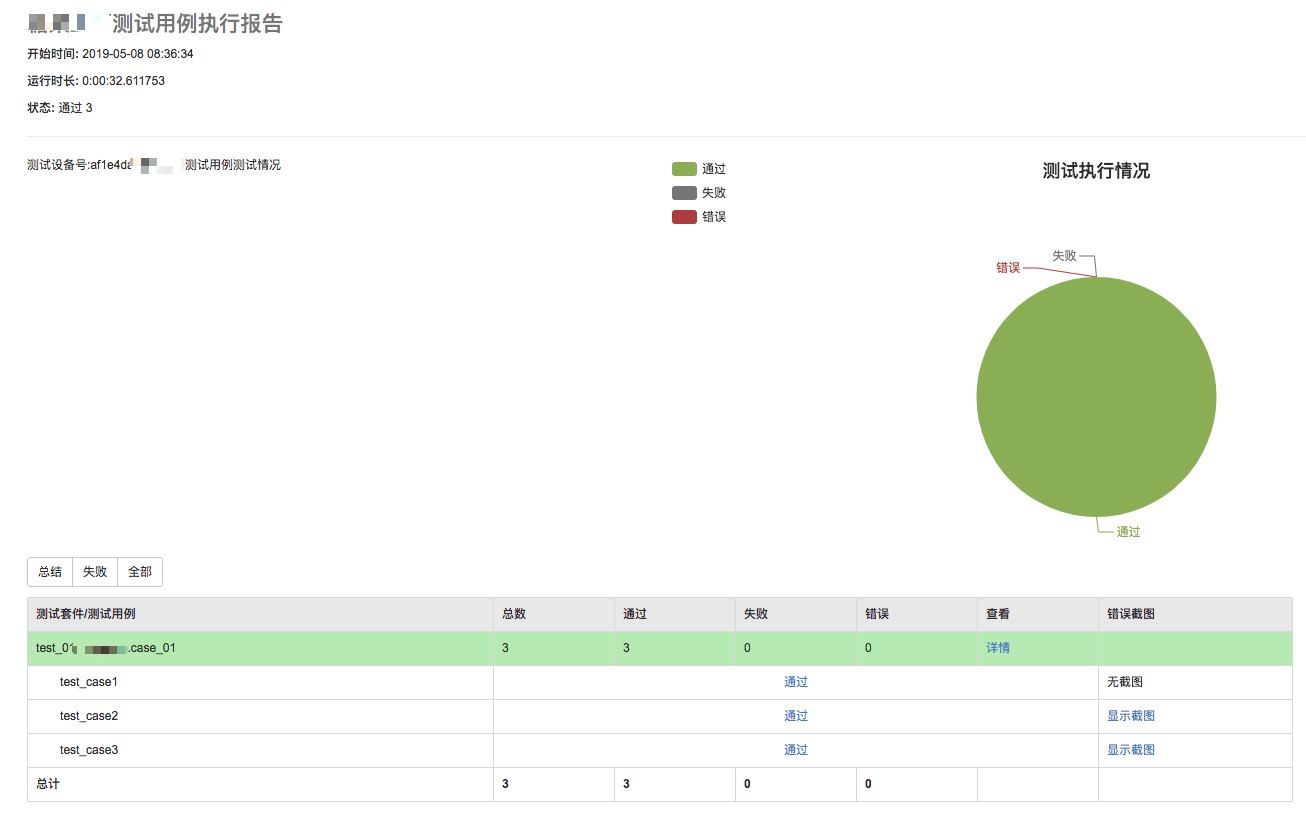 测试用例执行报告
开始时间: 2019-05-08 08:36:34
运行时长: 0:00:32.611753
状态: 通过 3
测试设备号:af1e4da 测试用例测试情况
通过
失败
错误
测试执行情况
失败
错误
通过
总结 失败 全部
测试套件/测试用例 总数 通过 失败 错误 查看 错误截图
test_01 .case_01 3 3 0 0 详情
test_case1 通过 无截图
test_case2 通过 显示截图
test_case3 通过 显示截图
总计 3 3 0 0